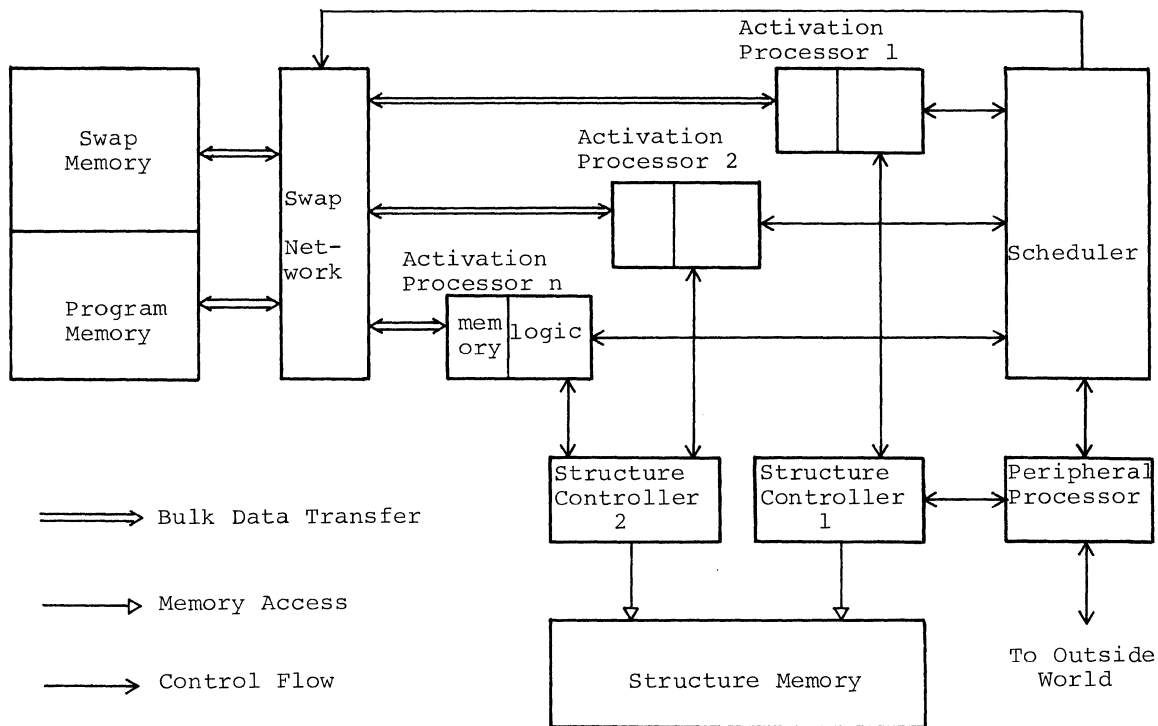 Activation
Processor 1
Swap
Memory
Activation
Processor 2
Swap
Net-
work
Scheduler
Activation
Processor n
Program
Memory
mem
ory
logic
Structure
Controller
2
Structure
Controller
1
Peripheral
Processor
Bulk Data Transfer
Memory Access
Control Flow
Structure Memory
To Outside
World